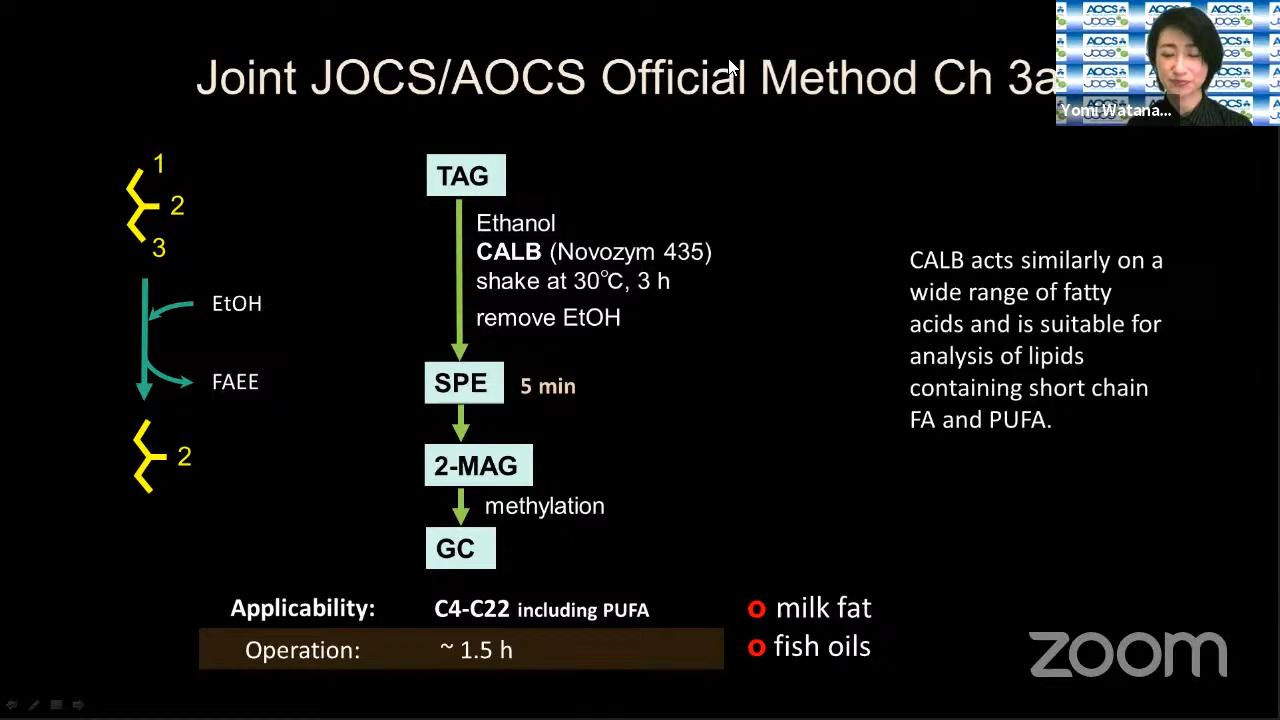 Joint JOCS/AOCS Official Method Ch 3a
Yomi Watana...
1
2
3
EtOH
FAEE
2
TAG
Ethanol
CALB (Novozym 435)
shake at 30℃, 3 h
remove EtOH
SPE
5 min
2-MAG
methylation
GC
CALB acts similarly on a
wide range of fatty
acids and is suitable for
analysis of lipids
containing short chain
FA and PUFA.
Applicability: C4-C22 including PUFA
Operation: ~ 1.5 h
o milk fat
o fish oils
zoom
AOCS
JOCS